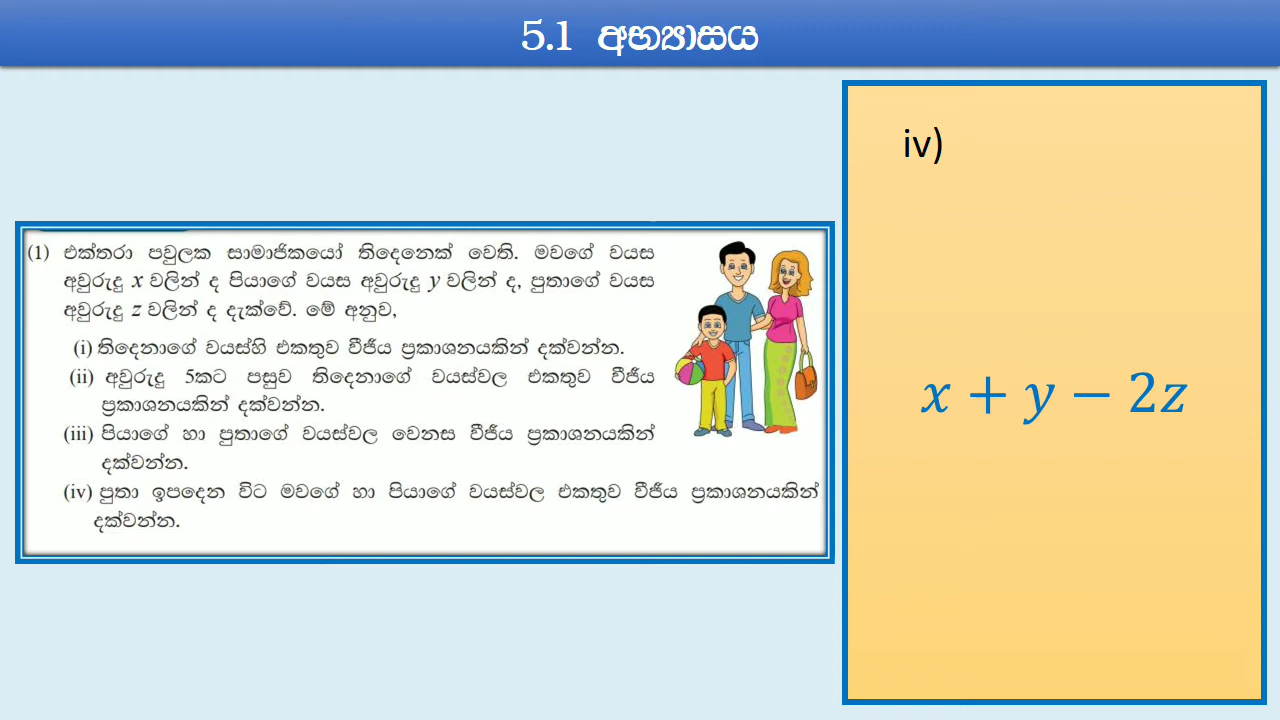 5.1 අභ්‍යාසය
(1) එක්තරා පවුලක සාමාජිකයෝ තිදෙනෙක් වෙති. මවගේ වයස
අවුරුදු x වලින් ද පියාගේ වයස අවුරුදු y වලින් ද, පුතාගේ වයස
අවුරුදු z වලින් ද දැක්වේ. මේ අනුව,
(i) තිදෙනාගේ වයස්හි එකතුව වීජීය ප්‍රකාශනයකින් දක්වන්න.
(ii) අවුරුදු 5කට පසුව තිදෙනාගේ වයස්වල එකතුව වීජීය
ප්‍රකාශනයකින් දක්වන්න.
(iii) පියාගේ හා පුතාගේ වයස්වල වෙනස වීජීය ප්‍රකාශනයකින්
දක්වන්න.
(iv) පුතා ඉපදෙන විට මවගේ හා පියාගේ වයස්වල එකතුව වීජීය ප්‍රකාශනයකින්
දක්වන්න.
iv)
x + y − 2z